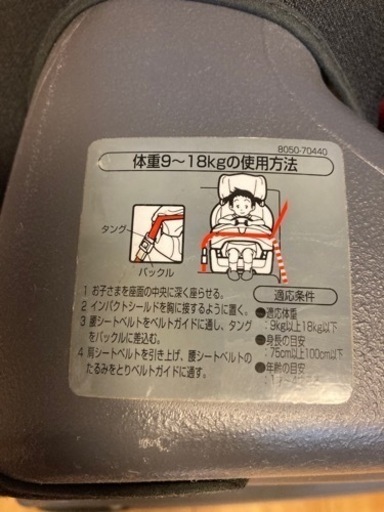 8050-70440
体重9～18kgの使用方法
タング
バックル
1 お子さまを座面の中央に深く座らせる。
2 インパクトシールドを胸に接するように置く。
3 腰シートベルトをベルトガイドに通し、タング
をバックルに差込む。
4 肩シートベルトを引き上げ、腰シートベルトの
たるみをとりベルトガイドに通す。
適応条件
●適応体重
:9kg以上18kg以下
●身長の目安
:75cm以上100cm以下
●年齢の目安